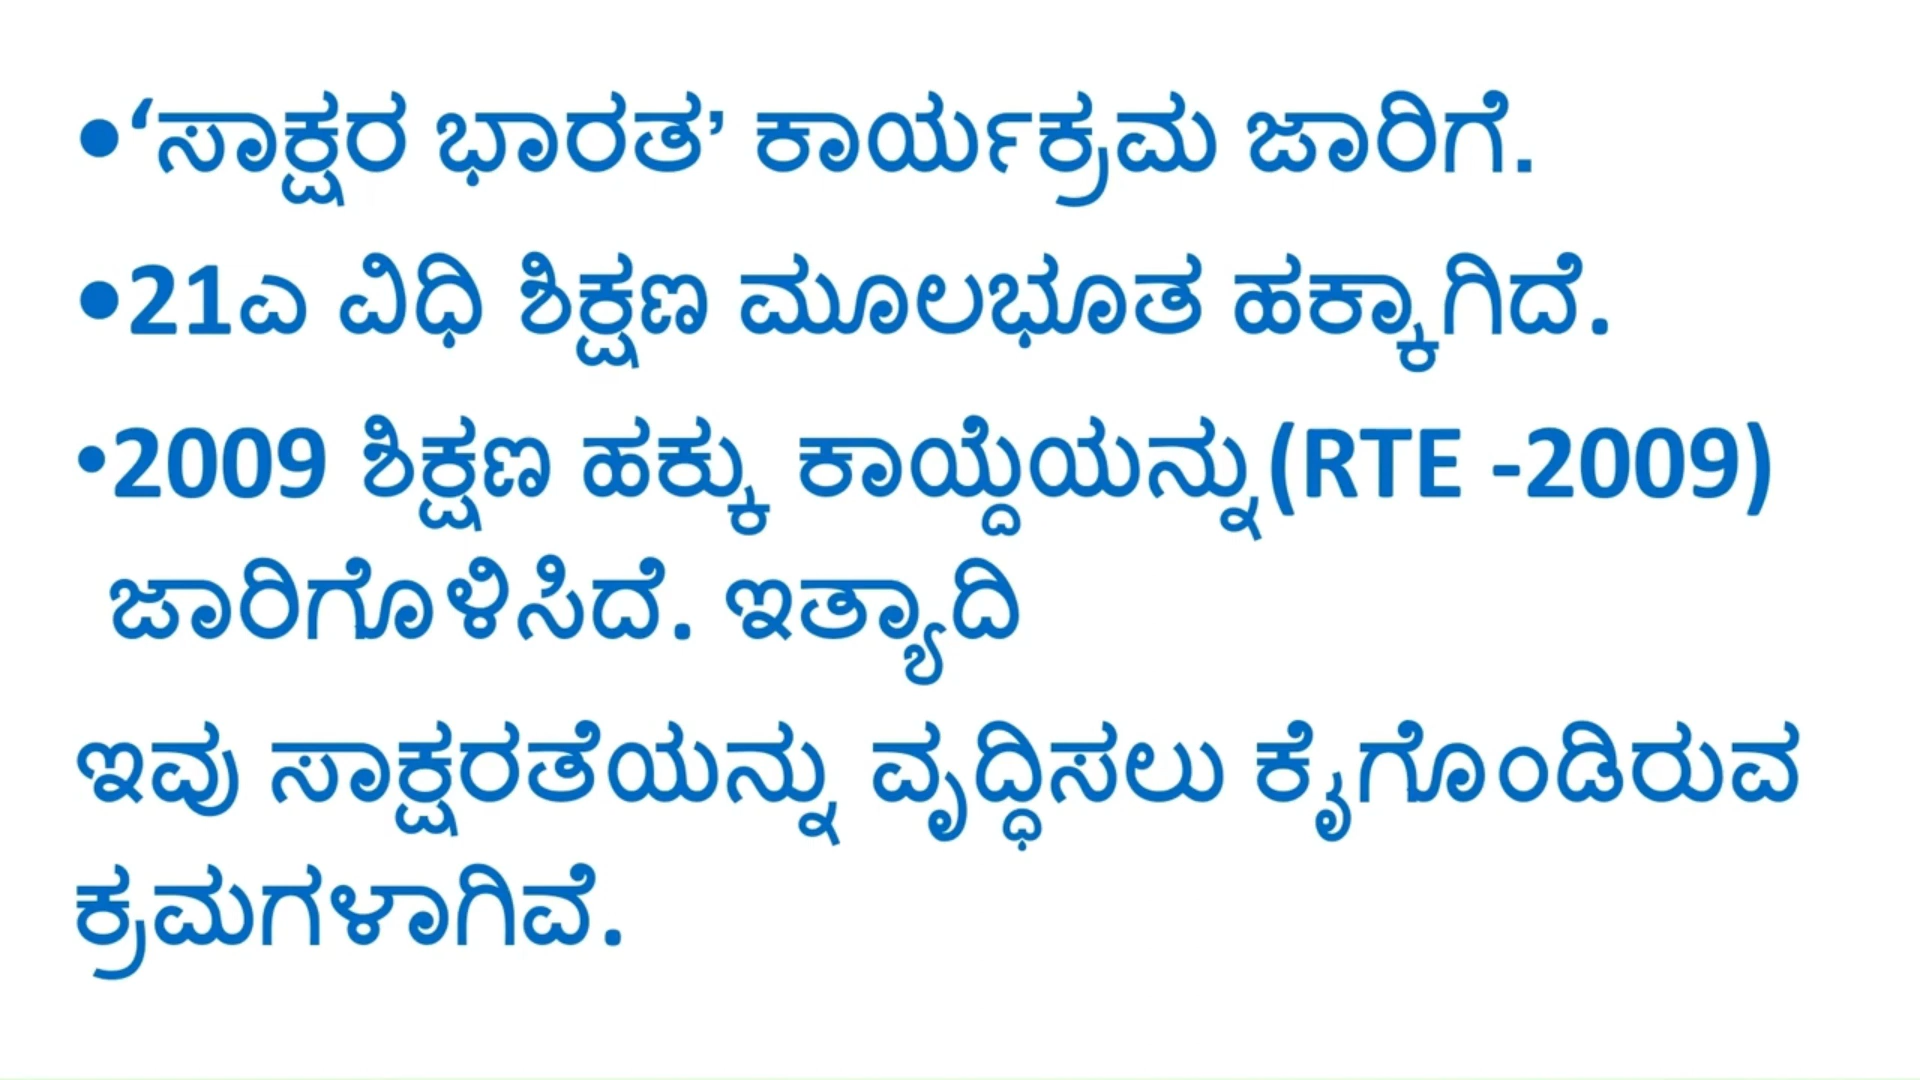 •‘ಸಾಕ್ಷರ ಭಾರತ’ ಕಾರ್ಯಕ್ರಮ ಜಾರಿಗೆ.
•21ಎ ವಿಧಿ ಶಿಕ್ಷಣ ಮೂಲಭೂತ ಹಕ್ಕಾಗಿದೆ.
•2009 ಶಿಕ್ಷಣ ಹಕ್ಕು ಕಾಯ್ದೆಯನ್ನು(RTE -2009)
ಜಾರಿಗೊಳಿಸಿದೆ. ಇತ್ಯಾದಿ
ಇವು ಸಾಕ್ಷರತೆಯನ್ನು ವೃದ್ಧಿಸಲು ಕೈಗೊಂಡಿರುವ
ಕ್ರಮಗಳಾಗಿವೆ.